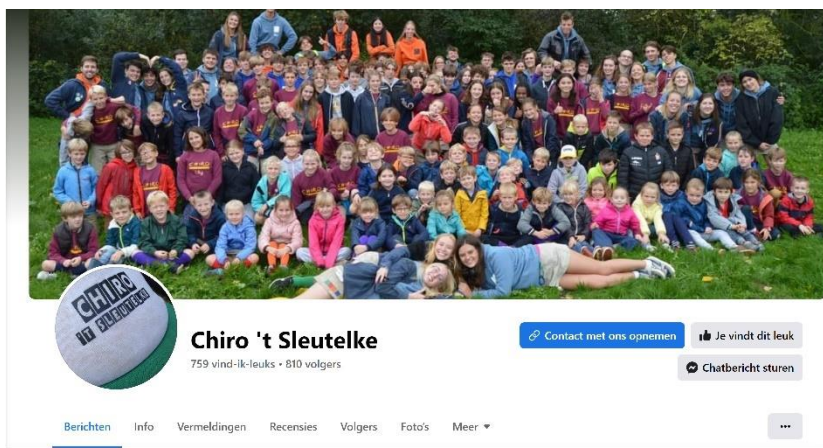 CHIRO
'T SLEUTELKE
Chiro 't Sleutelke
759 vind-ik-leuks • 810 volgers
Contact met ons opnemen
Je vindt dit leuk
Chatbericht sturen
Berichten Info Vermeldingen Recensies Volgers Foto's Meer